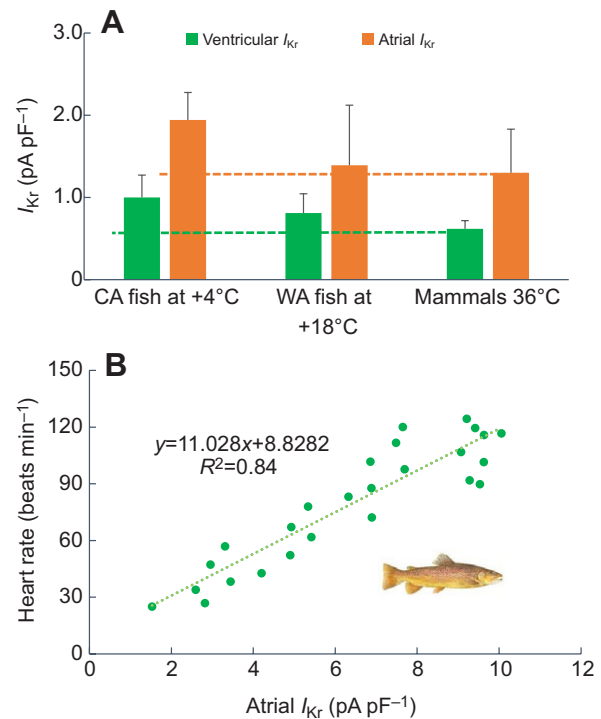 A
Ventricular IKr
Atrial IKr
3.0
2.0
1.0
0
IKr (pA pF⁻¹)
CA fish at +4°C
WA fish at
+18°C
Mammals 36°C
B
150
120
90
60
30
0
Heart rate (beats min⁻¹)
y=11.028x+8.8282
R²=0.84
0 2 4 6 8 10 12
Atrial IKr (pA pF⁻¹)